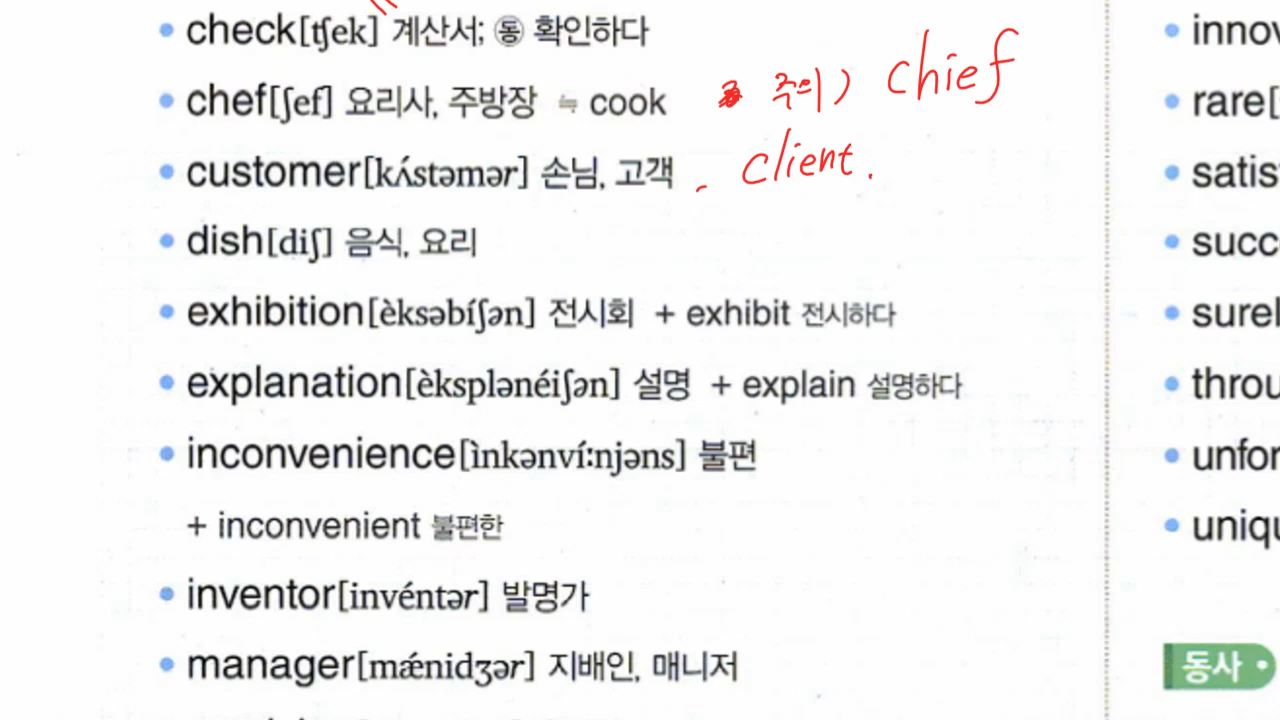 check[tʃek] 계산서; 동 확인하다
chef[ʃef] 요리사, 주방장 ≒ cook 주의) chief
customer[kʌ́stəmər] 손님, 고객 . client.
dish[diʃ] 음식, 요리
exhibition[èksəbíʃən] 전시회 + exhibit 전시하다
explanation[èksplənéiʃən] 설명 + explain 설명하다
inconvenience[ìnkənví:njəns] 불편
+ inconvenient 불편한
inventor[invéntər] 발명가
manager[mǽnidʒər] 지배인, 매니저
innov
rare[
satis
succ
surel
throu
unfor
uniqu
동사